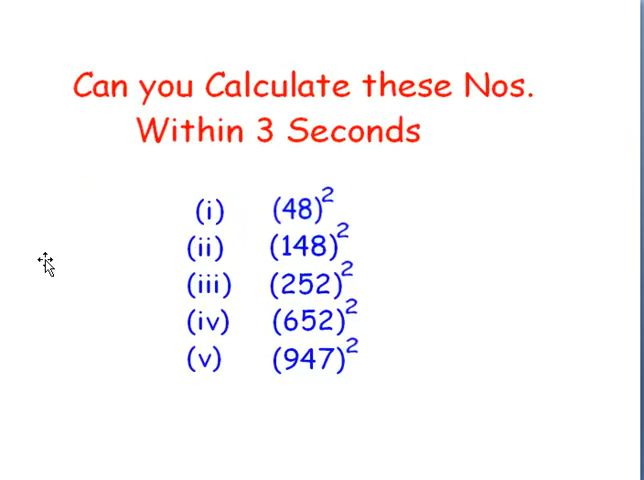 Can you Calculate these Nos.
Within 3 Seconds
(i) (48)²
(ii) (148)²
(iii) (252)²
(iv) (652)²
(v) (947)²